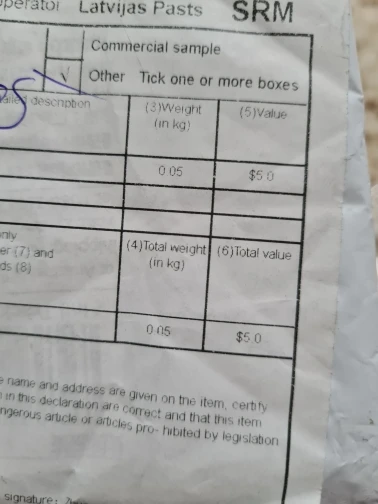 Latvijas Pasts SRM
Commercial sample
√ Other Tick one or more boxes
description (3)Weight (5)Value
(in kg)
0.05 $5.0
(7) and (4)Total weight (6)Total value
(8) (in kg)
0.05 $5.0
name and address are given on the item, certify
in this declaration are correct and that this item
article or articles pro- hibited by legislation
signature: